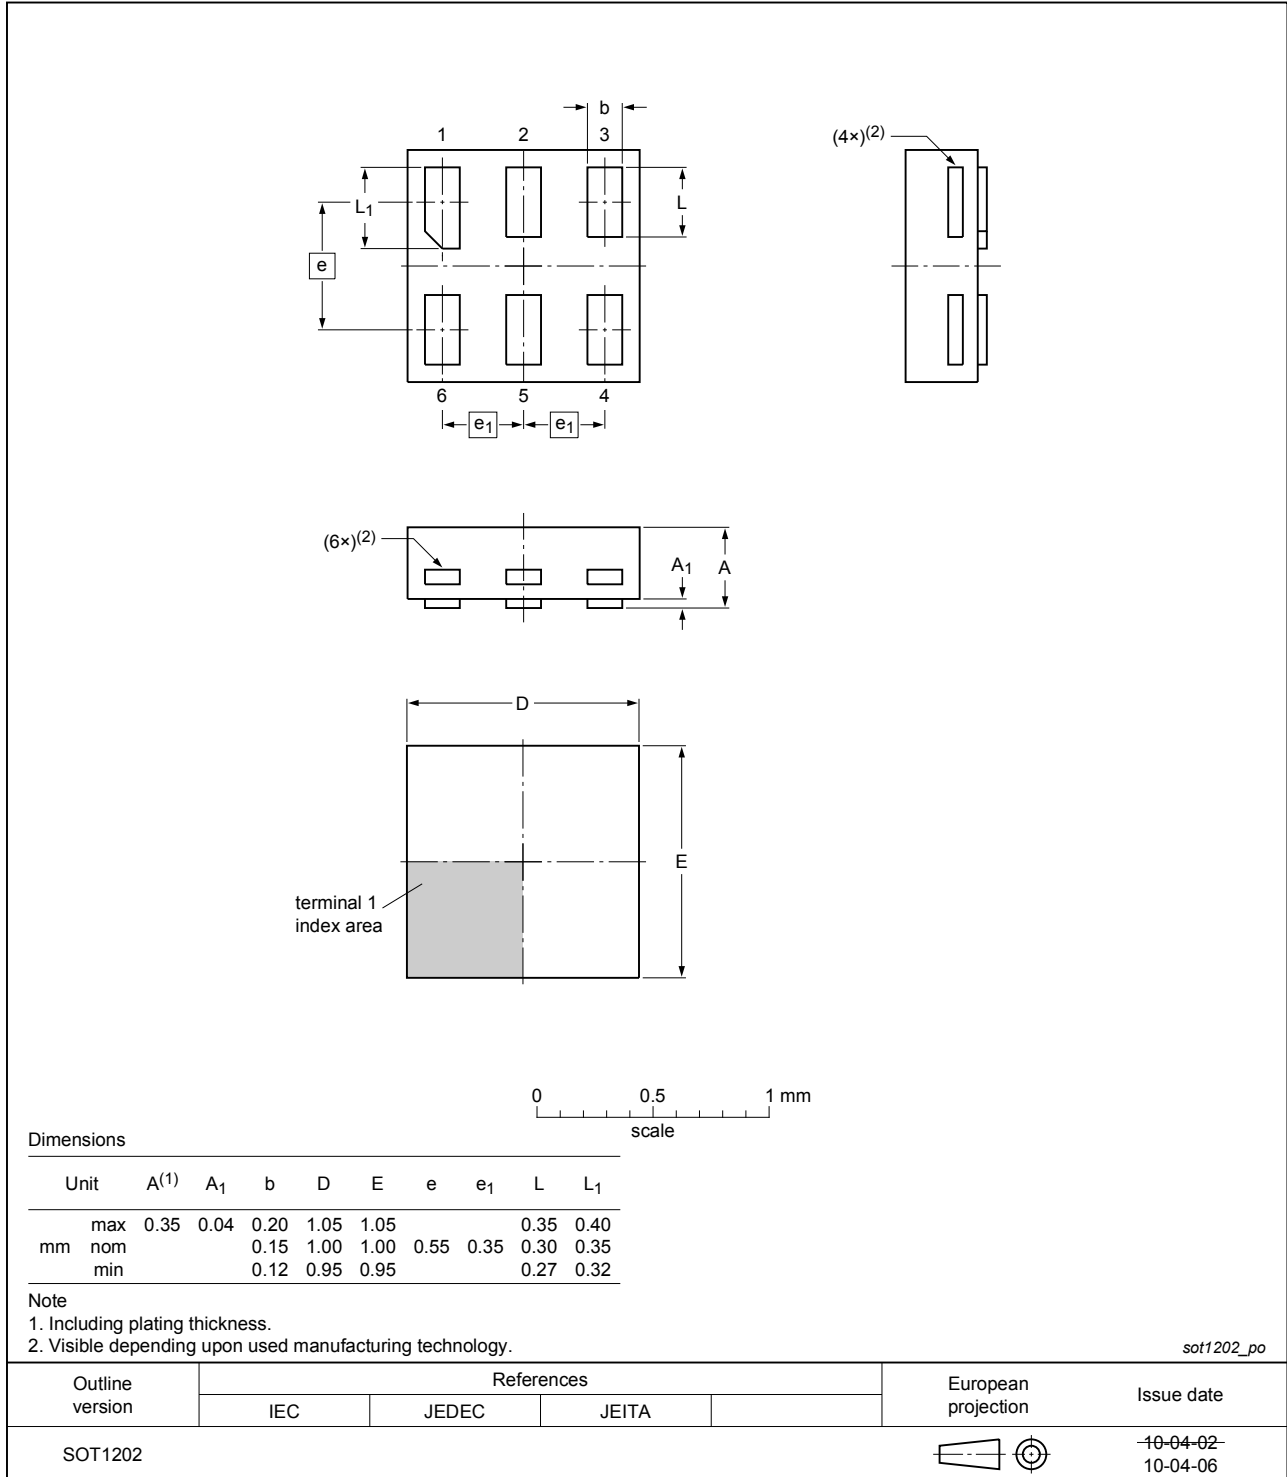 b
1 2 3
(4×)(2)
L1
L
e
6 5 4
e1 e1
(6×)(2)
A1 A
D
E
terminal 1
index area
0 0.5 1 mm
scale
Dimensions
Unit A(1) A1 b D E e e1 L L1
max 0.35 0.04 0.20 1.05 1.05 0.35 0.40
mm nom 0.15 1.00 1.00 0.55 0.35 0.30 0.35
min 0.12 0.95 0.95 0.27 0.32
Note
1. Including plating thickness.
2. Visible depending upon used manufacturing technology.
sot1202_po
Outline version
References
European projection
Issue date
IEC JEDEC JEITA
SOT1202
10-04-02
10-04-06